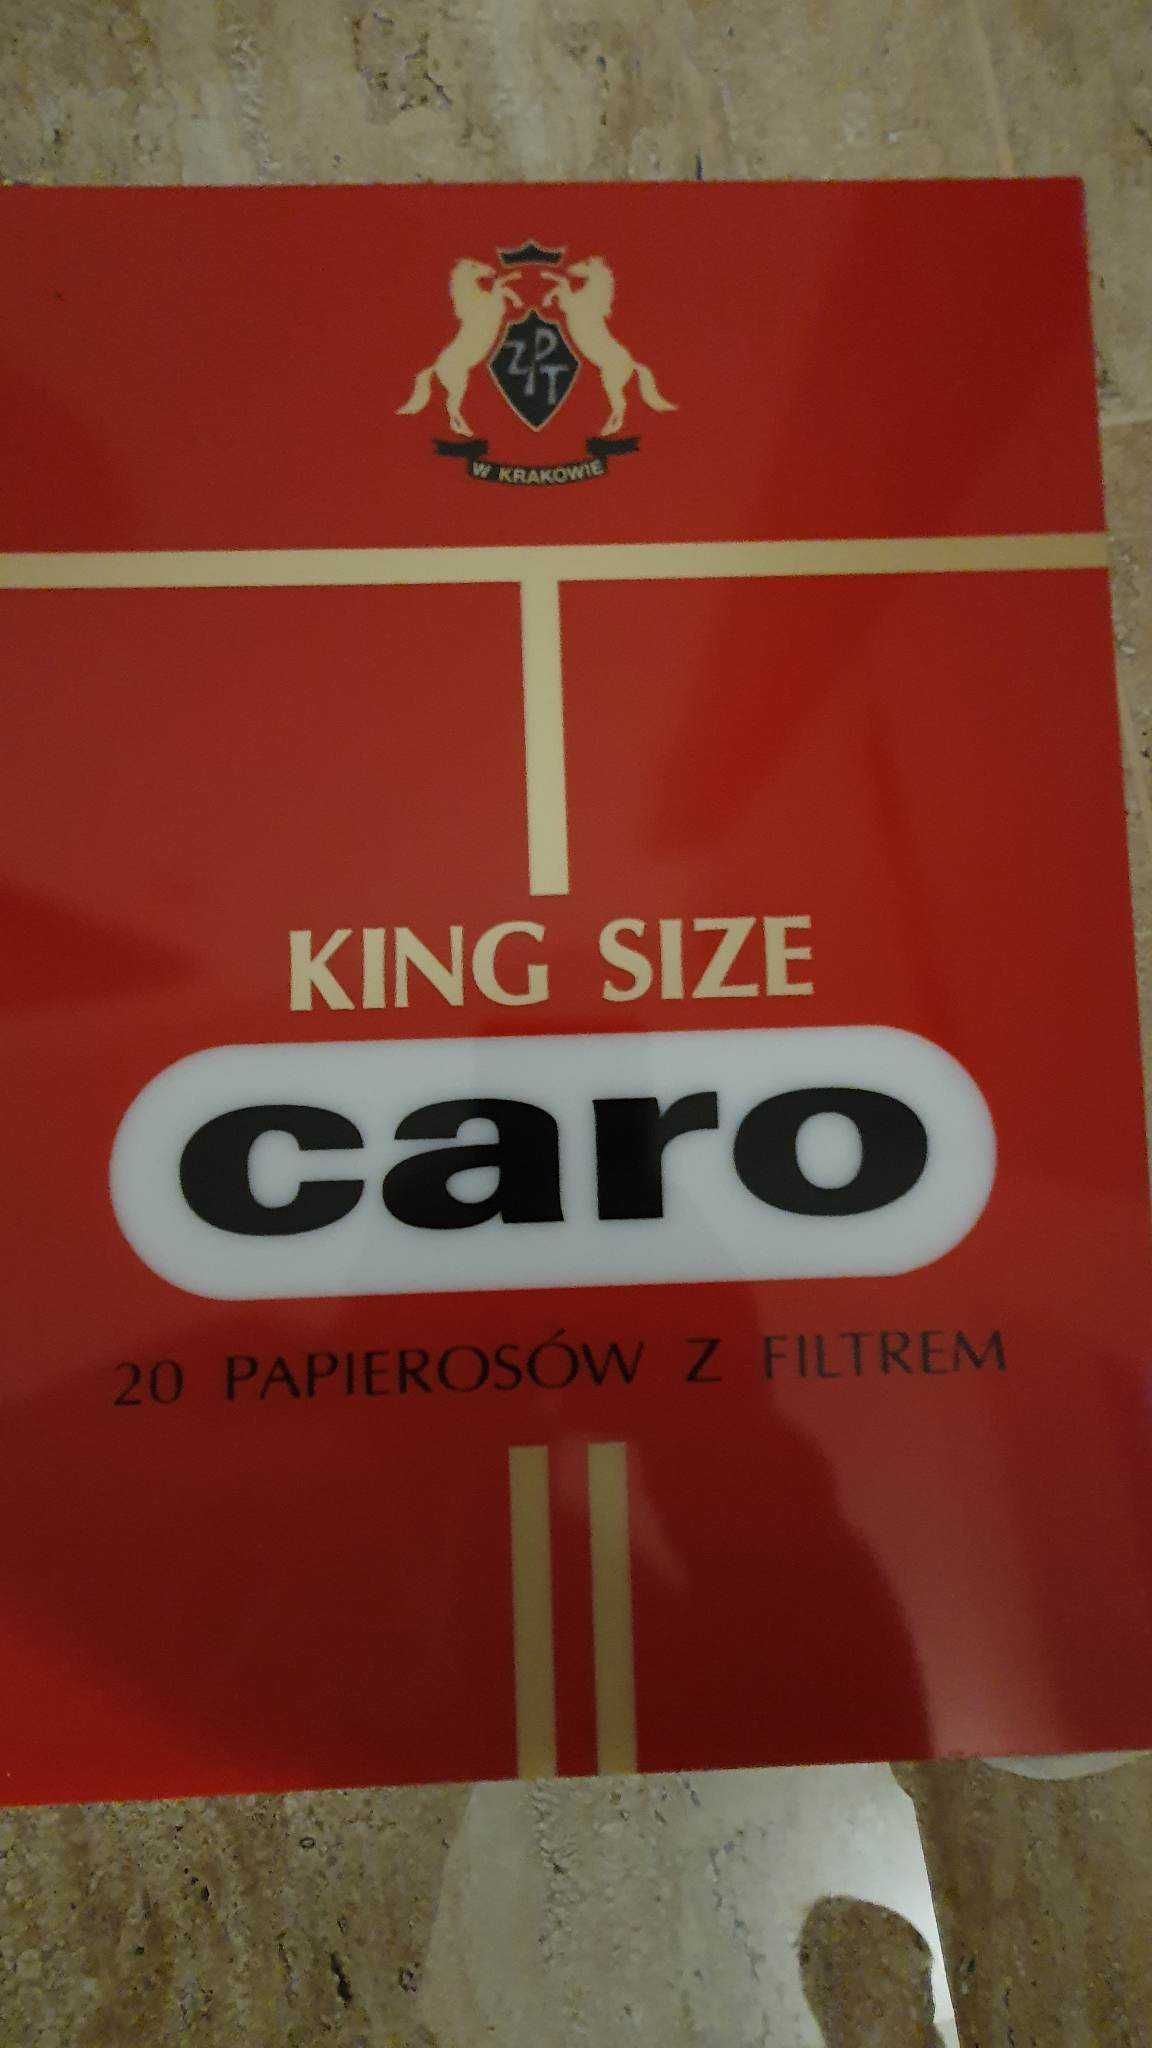 ZPT
W KRAKOWIE
KING SIZE
caro
20 PAPIEROSÓW Z FILTREM